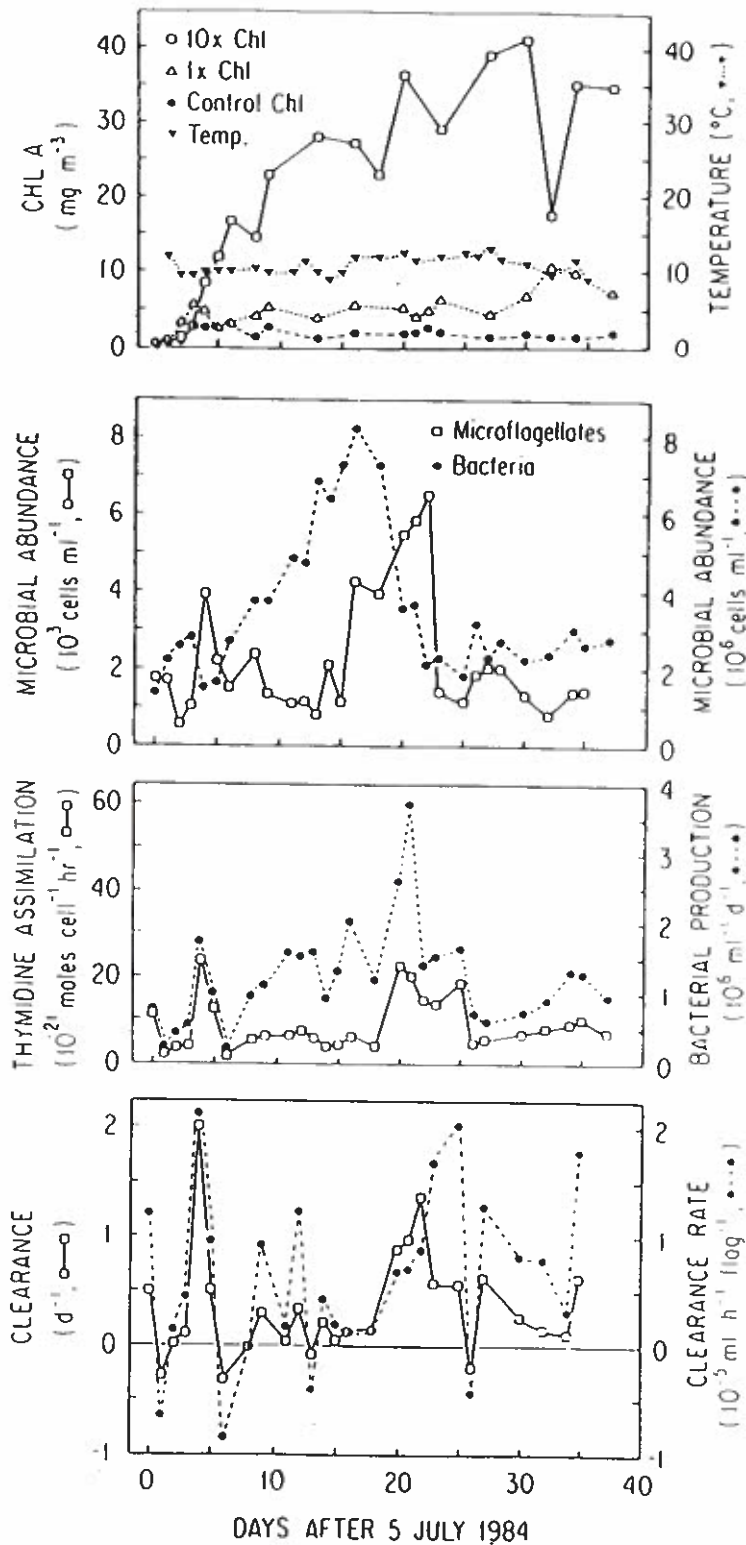 10x Chl
1x Chl
Control Chl
Temp.
CHL A
(mg m⁻³)
40
30
20
10
0
TEMPERATURE (°C, ▾···▾)
40
30
20
10
0
Microflagellates
Bacteria
MICROBIAL ABUNDANCE
(10³ cells ml⁻¹, o—o)
8
6
4
2
0
MICROBIAL ABUNDANCE
(10⁶ cells ml⁻¹, •···•)
8
6
4
2
0
THYMIDINE ASSIMILATION
(10⁻²¹ moles cell⁻¹ hr⁻¹, o—o)
60
40
20
0
BACTERIAL PRODUCTION
(10⁶ ml⁻¹ d⁻¹, •···•)
4
3
2
1
0
CLEARANCE
(d⁻¹, o—o)
2
1
0
-1
CLEARANCE RATE
(10⁻⁵ ml h⁻¹ flag⁻¹, •···•)
2
1
0
-1
0
10
20
30
40
DAYS AFTER 5 JULY 1984